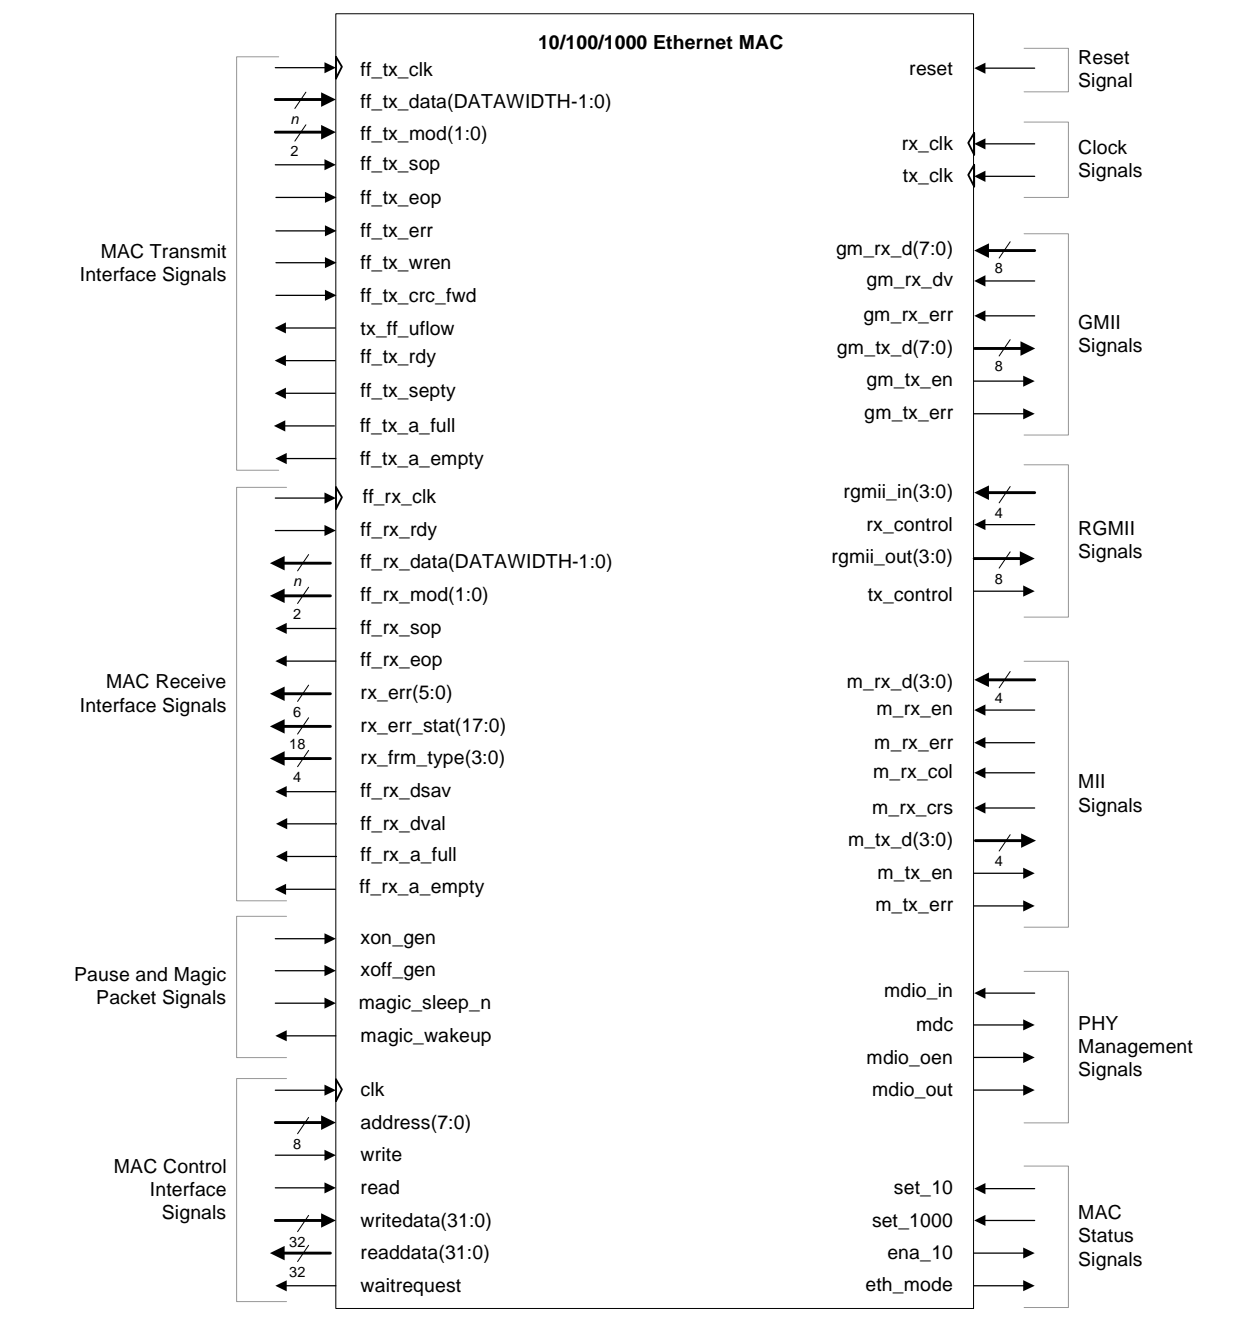 10/100/1000 Ethernet MAC
MAC Transmit
Interface Signals
ff_tx_clk
ff_tx_data(DATAWIDTH-1:0)
n
ff_tx_mod(1:0)
2
ff_tx_sop
ff_tx_eop
ff_tx_err
ff_tx_wren
ff_tx_crc_fwd
tx_ff_uflow
ff_tx_rdy
ff_tx_septy
ff_tx_a_full
ff_tx_a_empty
MAC Receive
Interface Signals
ff_rx_clk
ff_rx_rdy
ff_rx_data(DATAWIDTH-1:0)
n
ff_rx_mod(1:0)
2
ff_rx_sop
ff_rx_eop
rx_err(5:0)
6
rx_err_stat(17:0)
18
rx_frm_type(3:0)
4
ff_rx_dsav
ff_rx_dval
ff_rx_a_full
ff_rx_a_empty
Pause and Magic
Packet Signals
xon_gen
xoff_gen
magic_sleep_n
magic_wakeup
MAC Control
Interface
Signals
clk
address(7:0)
8
write
read
writedata(31:0)
32
readdata(31:0)
32
waitrequest
reset
Reset
Signal
rx_clk
tx_clk
Clock
Signals
gm_rx_d(7:0)
8
gm_rx_dv
gm_rx_err
gm_tx_d(7:0)
8
gm_tx_en
gm_tx_err
GMII
Signals
rgmii_in(3:0)
4
rx_control
rgmii_out(3:0)
8
tx_control
RGMII
Signals
m_rx_d(3:0)
4
m_rx_en
m_rx_err
m_rx_col
m_rx_crs
m_tx_d(3:0)
4
m_tx_en
m_tx_err
MII
Signals
mdio_in
mdc
mdio_oen
mdio_out
PHY
Management
Signals
set_10
set_1000
ena_10
eth_mode
MAC
Status
Signals